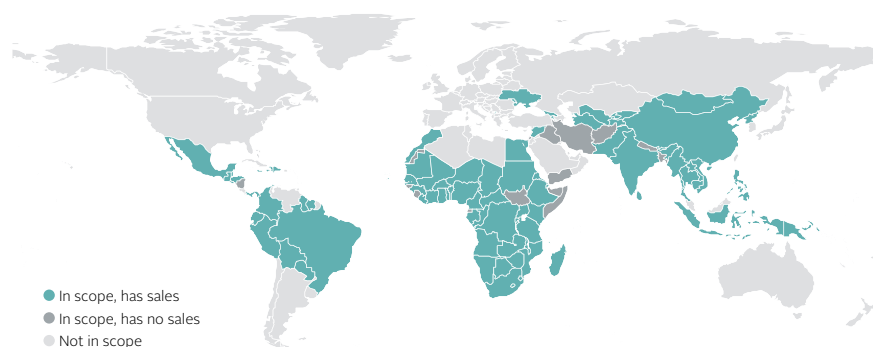 In scope, has sales
In scope, has no sales
Not in scope